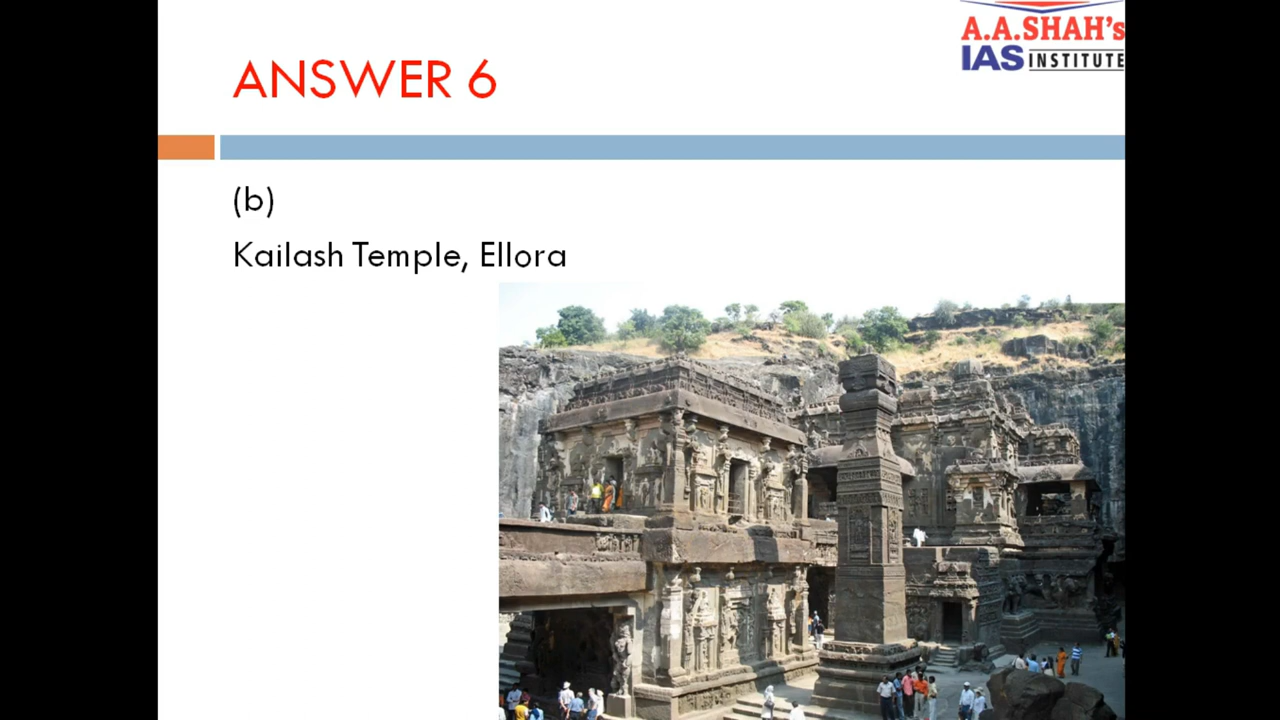 A.A.SHAH's
IAS INSTITUTE
ANSWER 6
(b)
Kailash Temple, Ellora